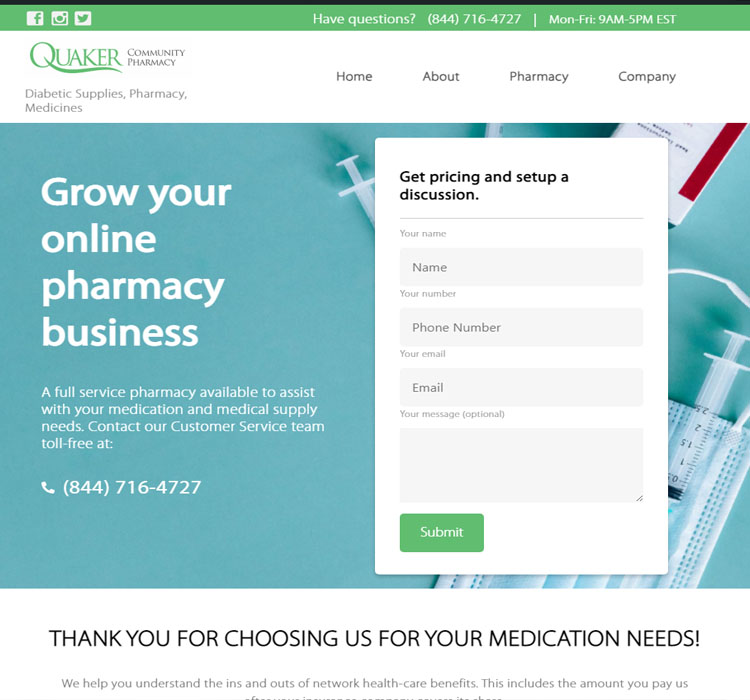 Have questions? (844) 716-4727 | Mon-Fri: 9AM-5PM EST
QUAKER COMMUNITY PHARMACY
Diabetic Supplies, Pharmacy,
Medicines
Home About Pharmacy Company
Grow your
online
pharmacy
business
A full service pharmacy available to assist
with your medication and medical supply
needs. Contact our Customer Service team
toll-free at:
(844) 716-4727
Get pricing and setup a
discussion.
Your name
Name
Your number
Phone Number
Your email
Email
Your message (optional)
Submit
THANK YOU FOR CHOOSING US FOR YOUR MEDICATION NEEDS!
We help you understand the ins and outs of network health-care benefits. This includes the amount you pay us